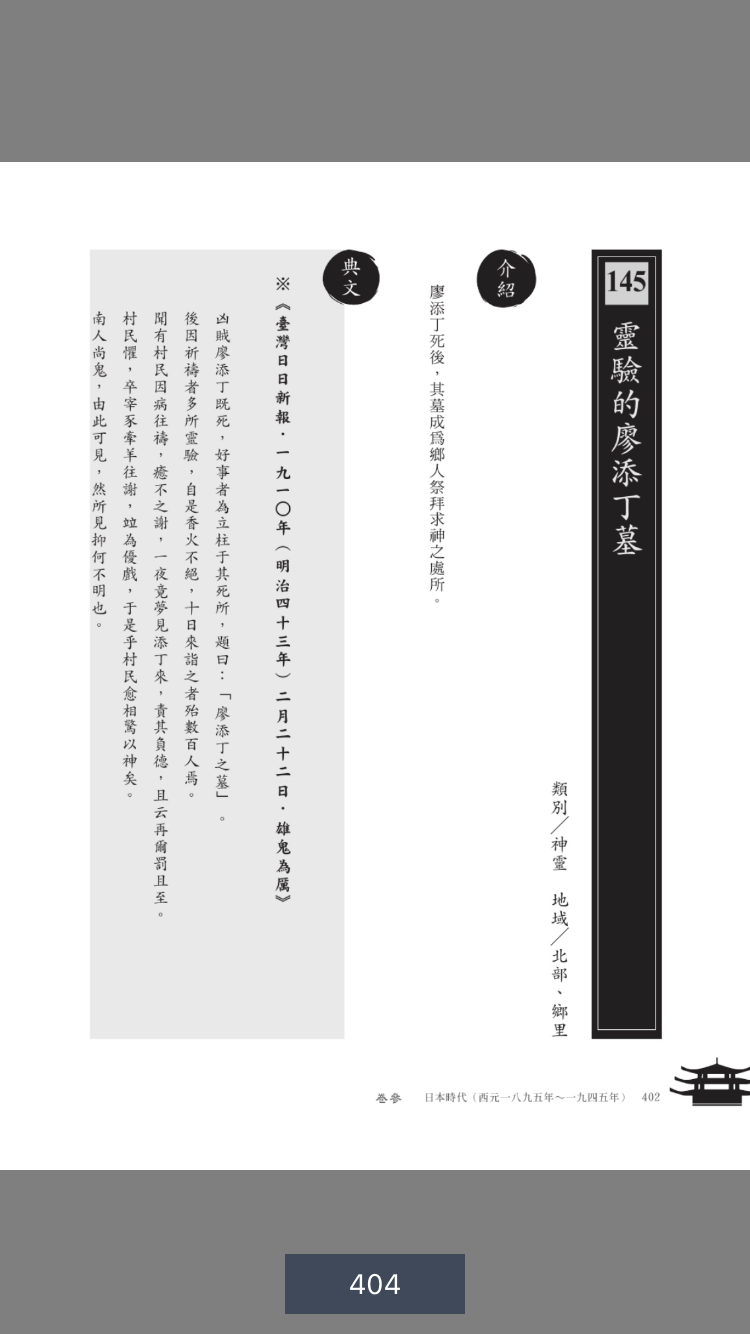 145
靈驗的廖添丁墓
類別／神靈　地域／北部、鄉里
介紹
廖添丁死後，其墓成爲鄉人祭拜求神之處所。
典文
※《臺灣日日新報・一九一〇年（明治四十三年）二月二十二日・雄鬼為厲》
凶賊廖添丁既死，好事者為立柱于其死所，題曰：「廖添丁之墓」。
後因祈禱者多所靈驗，自是香火不絕，十日來詣之者殆數百人焉。
聞有村民因病往禱，癒不之謝，一夜竟夢見添丁來，責其負德，且云再爾罰且至。
村民懼，卒宰豕牽羊往謝，竝為優戲，于是乎村民愈相驚以神矣。
南人尚鬼，由此可見，然所見抑何不明也。
卷參　日本時代（西元一八九五年～一九四五年）　402
404